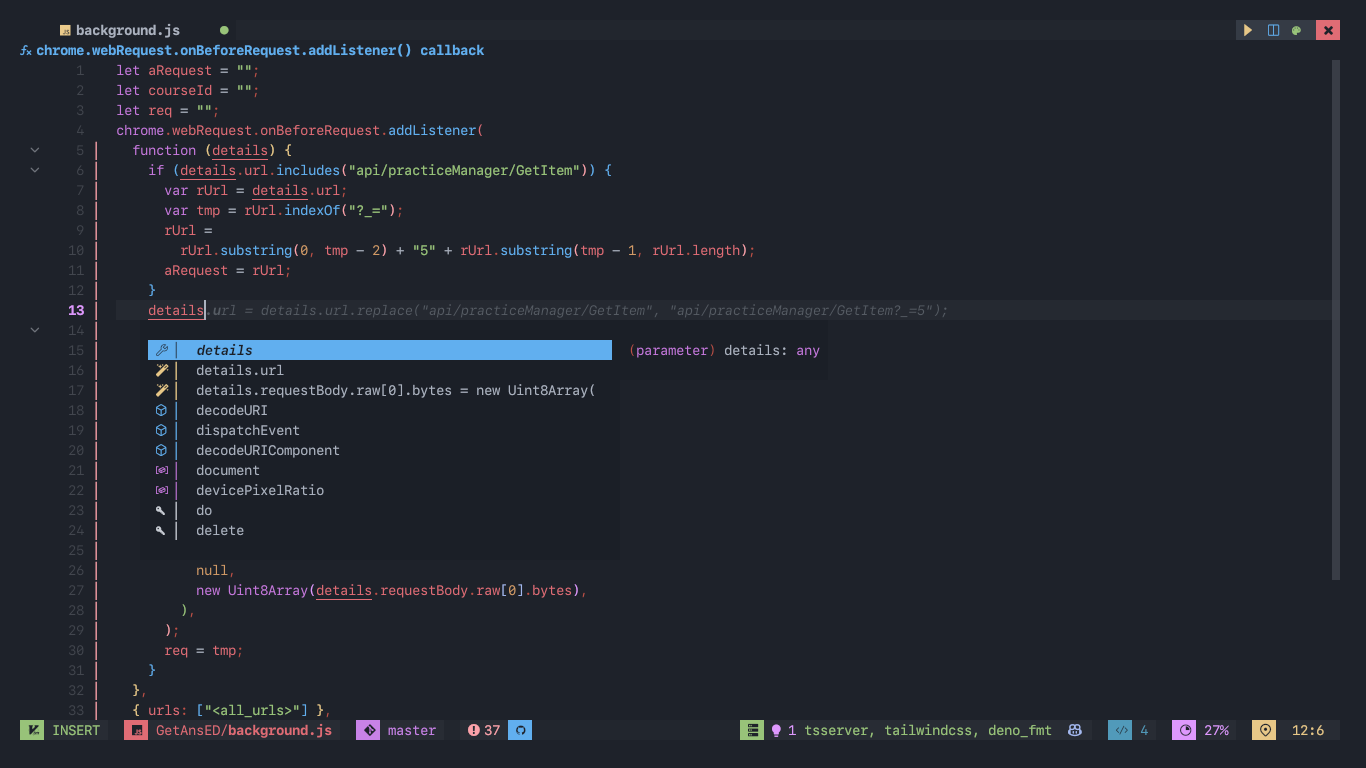 background.js
chrome.webRequest.onBeforeRequest.addListener() callback
1 let aRequest = "";
2 let courseId = "";
3 let req = "";
4 chrome.webRequest.onBeforeRequest.addListener(
5 function (details) {
6 if (details.url.includes("api/practiceManager/GetItem")) {
7 var rUrl = details.url;
8 var tmp = rUrl.indexOf("?_=");
9 rUrl =
10 rUrl.substring(0, tmp - 2) + "5" + rUrl.substring(tmp - 1, rUrl.length);
11 aRequest = rUrl;
12 }
13 details.url = details.url.replace("api/practiceManager/GetItem", "api/practiceManager/GetItem?_=5");
14
15 details (parameter) details: any
16 details.url
17 details.requestBody.raw[0].bytes = new Uint8Array(
18 decodeURI
19 dispatchEvent
20 decodeURIComponent
21 document
22 devicePixelRatio
23 do
24 delete
25
26 null,
27 new Uint8Array(details.requestBody.raw[0].bytes),
28 ),
29 );
30 req = tmp;
31 }
32 },
33 { urls: ["<all_urls>"] },
INSERT GetAnsED/background.js master 37 1 tsserver, tailwindcss, deno_fmt 4 27% 12:6